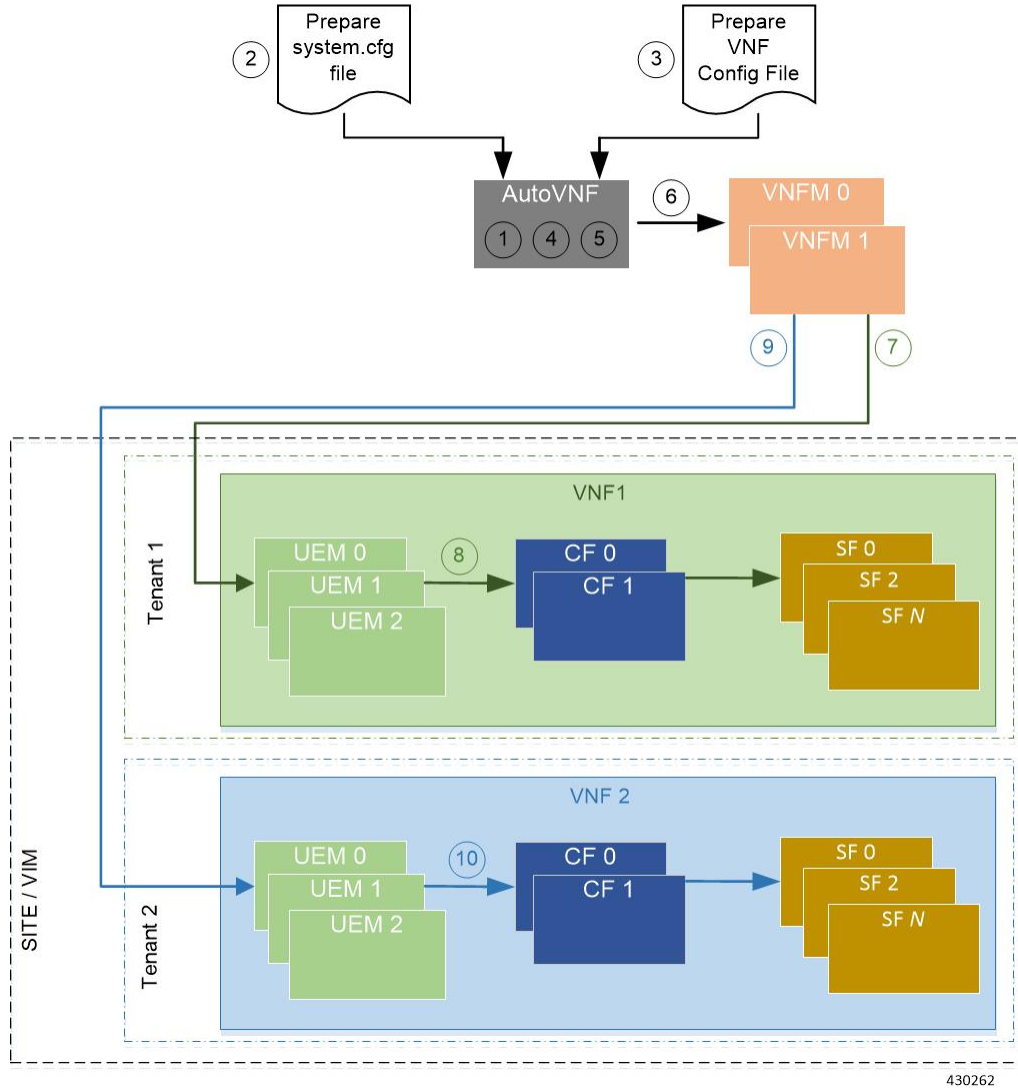 Prepare
system.cfg
file
2
Prepare
VNF
Config File
3
AutoVNF
1 4 5
6
VNFM 0
VNFM 1
9
7
SITE / VIM
Tenant 1
VNF1
UEM 0
UEM 1
UEM 2
8
CF 0
CF 1
SF 0
SF 2
SF N
Tenant 2
VNF 2
UEM 0
UEM 1
UEM 2
10
CF 0
CF 1
SF 0
SF 2
SF N
430262